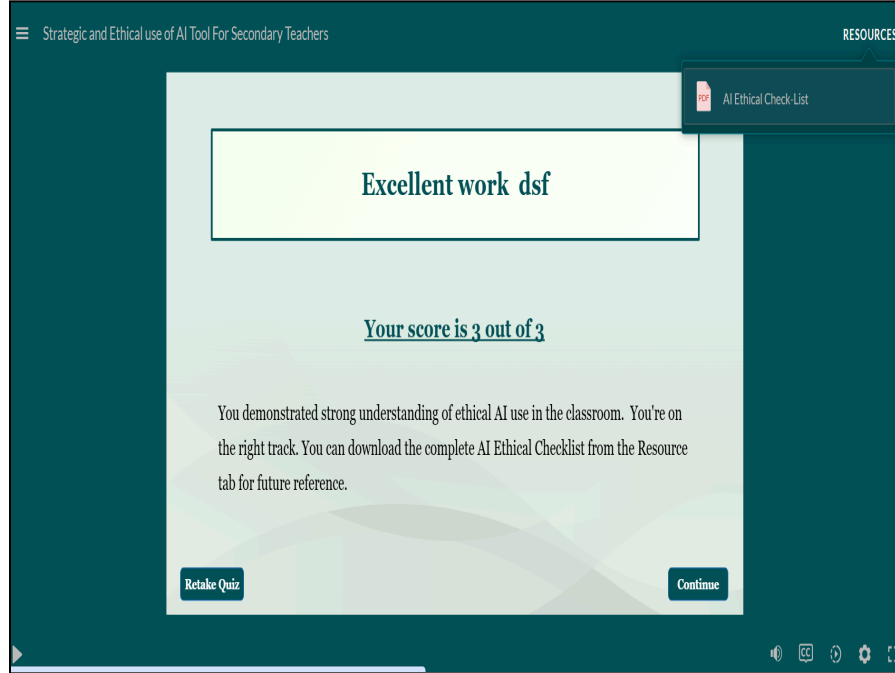 Strategic and Ethical use of AI Tool For Secondary Teachers
RESOURCES
PDF
AI Ethical Check-List
Excellent work dsf
Your score is 3 out of 3
You demonstrated strong understanding of ethical AI use in the classroom. You're on
the right track. You can download the complete AI Ethical Checklist from the Resource
tab for future reference.
Retake Quiz
Continue
CC